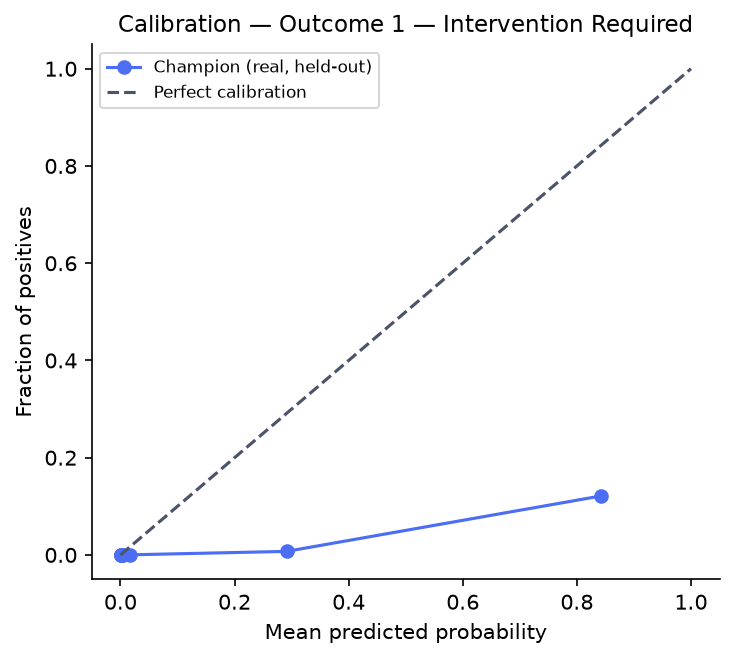 Calibration — Outcome 1 — Intervention Required
Champion (real, held-out)
Perfect calibration
1.0
0.8
0.6
0.4
0.2
0.0
Fraction of positives
0.0 0.2 0.4 0.6 0.8 1.0
Mean predicted probability